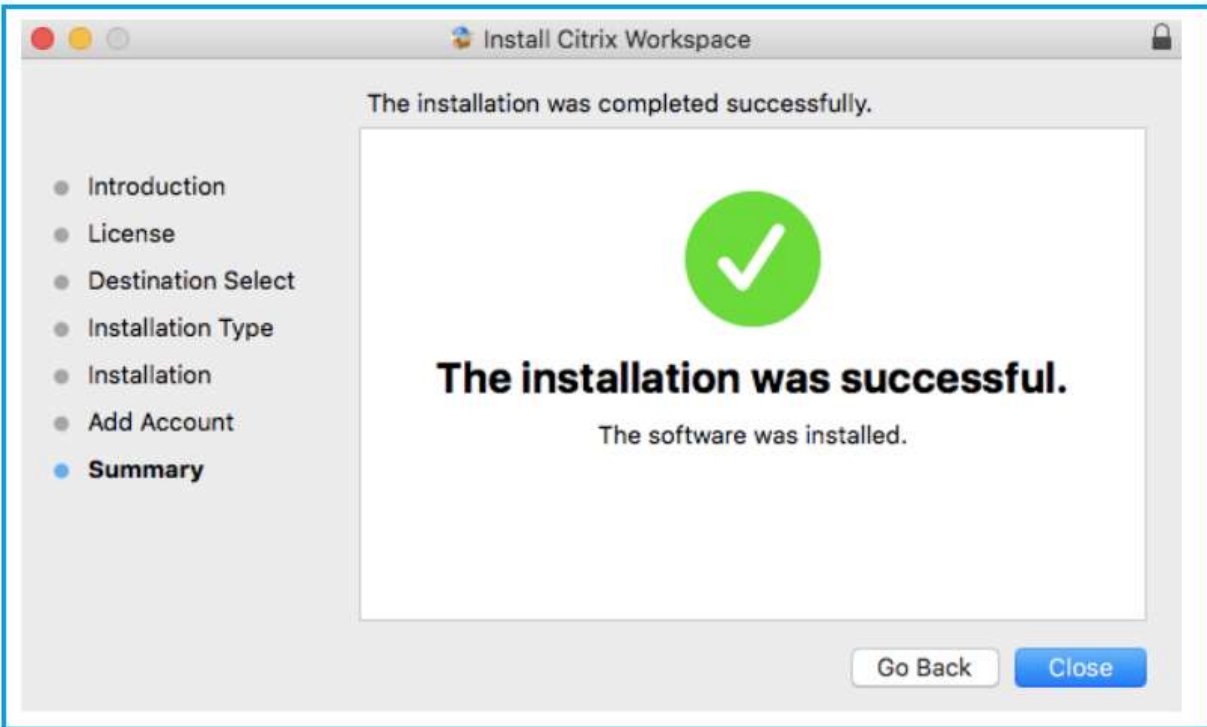 Install Citrix Workspace
The installation was completed successfully.
Introduction
License
Destination Select
Installation Type
Installation
Add Account
Summary
The installation was successful.
The software was installed.
Go Back
Close